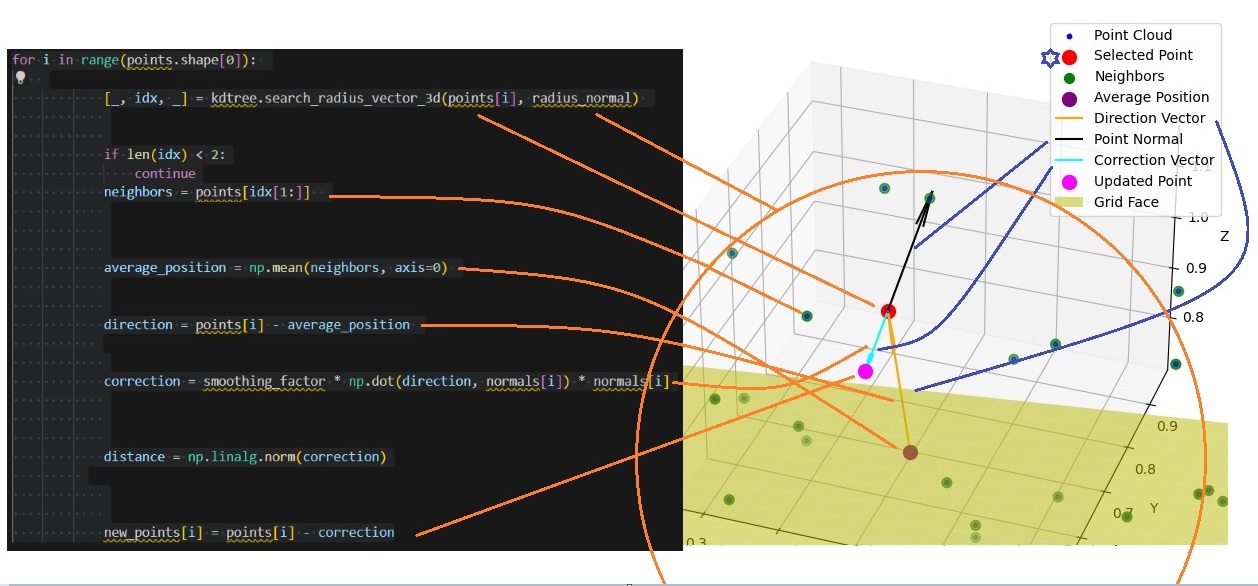 for i in range(points.shape[0]):
[_, idx, _] = kdtree.search_radius_vector_3d(points[i], radius_normal)
if len(idx) < 2:
continue
neighbors = points[idx[1:]]
average_position = np.mean(neighbors, axis=0)
direction = points[i] - average_position
correction = smoothing_factor * np.dot(direction, normals[i]) * normals[i]
distance = np.linalg.norm(correction)
new_points[i] = points[i] - correction
Point Cloud
Selected Point
Neighbors
Average Position
Direction Vector
Point Normal
Correction Vector
Updated Point
Grid Face
1.1
1.0
Z
0.9
0.8
0.9
0.8
0.7
Y
0.3